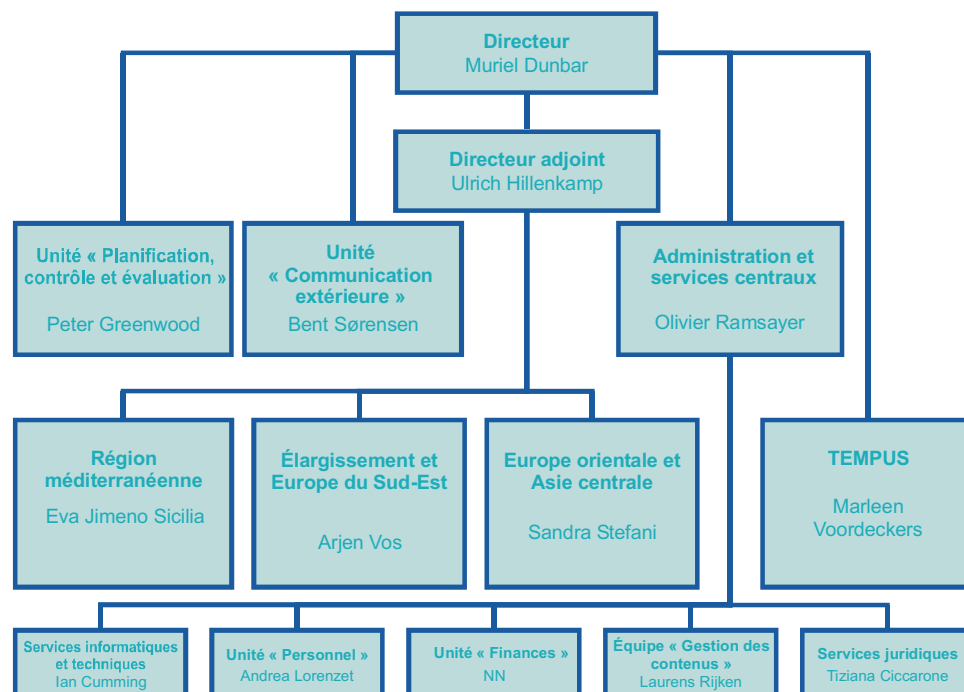 Directeur
Muriel Dunbar
Directeur adjoint
Ulrich Hillenkamp
Unité « Planification,
contrôle et évaluation »
Peter Greenwood
Unité
« Communication
extérieure »
Bent Sørensen
Administration et
services centraux
Olivier Ramsayer
Région
méditerranéenne
Eva Jimeno Sicilia
Élargissement et
Europe du Sud-Est
Arjen Vos
Europe orientale et
Asie centrale
Sandra Stefani
TEMPUS
Marleen
Voordeckers
Services informatiques
et techniques
Ian Cumming
Unité « Personnel »
Andrea Lorenzet
Unité « Finances »
NN
Équipe « Gestion des
contenus »
Laurens Rijken
Services juridiques
Tiziana Ciccarone